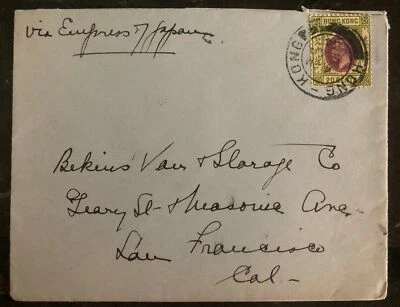 via Empress of Japan
HONG KONG
20
HONG KONG
Bekins Van & Storage Co
Geary St & Masonic Ave
San Francisco
Cal-